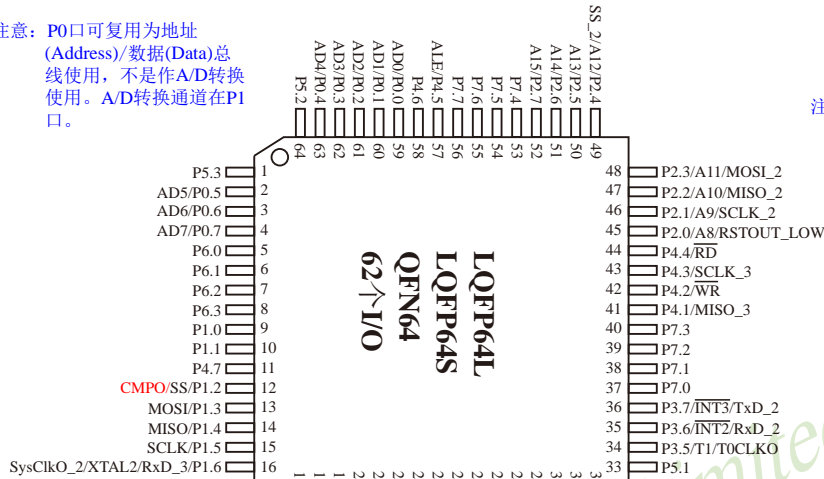 注意：P0口可复用为地址
(Address)/数据(Data)总
线使用，不是作A/D转换
使用。A/D转换通道在P1
口。
P5.2
AD4/P0.4
AD3/P0.3
AD2/P0.2
AD1/P0.1
AD0/P0.0
P4.6
ALE/P4.5
P7.7
P7.6
P7.5
P7.4
A15/P2.7
A14/P2.6
A13/P2.5
SS_2/A12/P2.4
注
64
63
62
61
60
59
58
57
56
55
54
53
52
51
50
49
P5.3 1
AD5/P0.5 2
AD6/P0.6 3
AD7/P0.7 4
P6.0 5
P6.1 6
P6.2 7
P6.3 8
P1.0 9
P1.1 10
P4.7 11
CMPO/SS/P1.2 12
MOSI/P1.3 13
MISO/P1.4 14
SCLK/P1.5 15
SysClkO_2/XTAL2/RxD_3/P1.6 16
LQFP64L
LQFP64S
QFN64
62个I/O
48 P2.3/A11/MOSI_2
47 P2.2/A10/MISO_2
46 P2.1/A9/SCLK_2
45 P2.0/A8/RSTOUT_LOW
44 P4.4/RD
43 P4.3/SCLK_3
42 P4.2/WR
41 P4.1/MISO_3
40 P7.3
39 P7.2
38 P7.1
37 P7.0
36 P3.7/INT3/TxD_2
35 P3.6/INT2/RxD_2
34 P3.5/T1/T0CLKO
33 P5.1